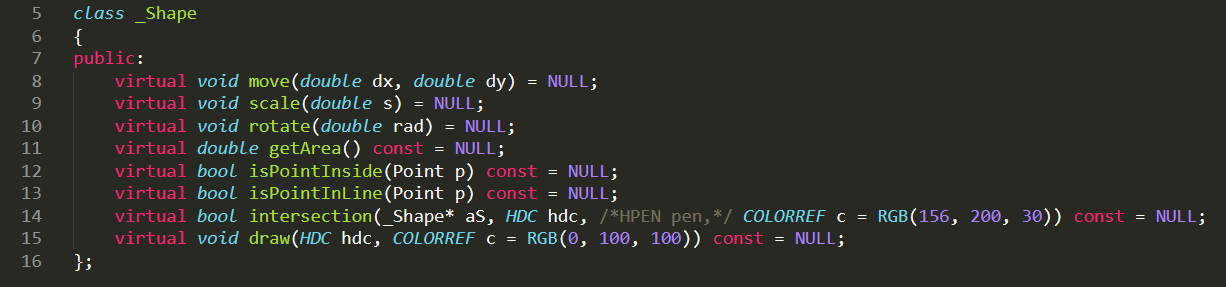 5 class _Shape
6 {
7 public:
8     virtual void move(double dx, double dy) = NULL;
9     virtual void scale(double s) = NULL;
10     virtual void rotate(double rad) = NULL;
11     virtual double getArea() const = NULL;
12     virtual bool isPointInside(Point p) const = NULL;
13     virtual bool isPointInLine(Point p) const = NULL;
14     virtual bool intersection(_Shape* aS, HDC hdc, /*HPEN pen,*/ COLORREF c = RGB(156, 200, 30)) const = NULL;
15     virtual void draw(HDC hdc, COLORREF c = RGB(0, 100, 100)) const = NULL;
16 };